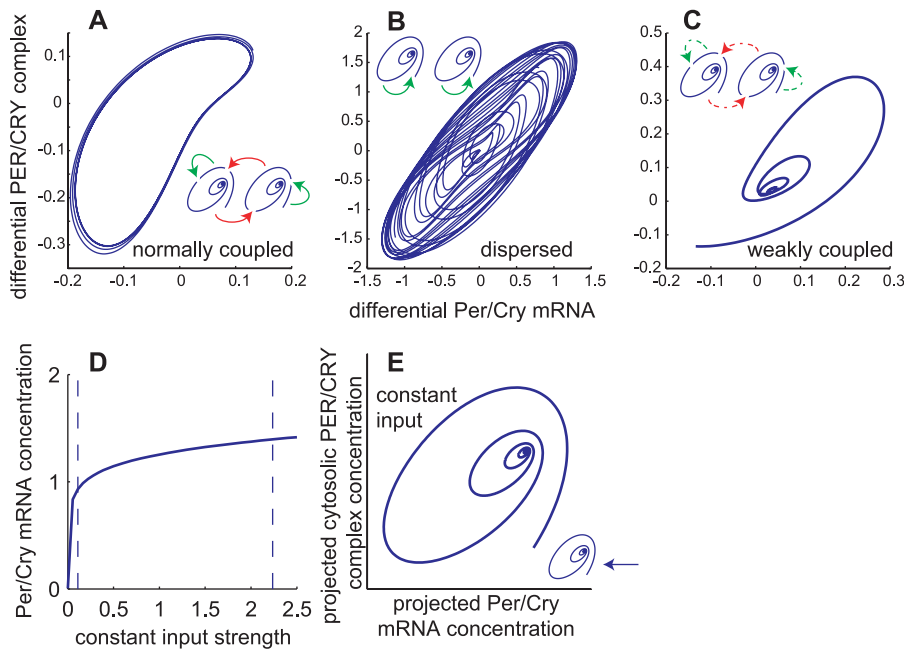 A
B
C
differential PER/CRY complex
0.1
0
-0.1
-0.2
-0.3
-0.2
-0.1
0
0.1
0.2
normally coupled
2
1.5
1
0.5
0
-0.5
-1
-1.5
-2
-1.5
-1
-0.5
0
0.5
1
1.5
dispersed
0.5
0.4
0.3
0.2
0.1
0
-0.1
-0.2
-0.2
-0.1
0
0.1
0.2
0.3
weakly coupled
differential Per/Cry mRNA
D
E
Per/Cry mRNA concentration
2
1
0
0
0.5
1
1.5
2
2.5
constant input strength
projected cytosolic PER/CRY
complex concentration
constant
input
projected Per/Cry
mRNA concentration